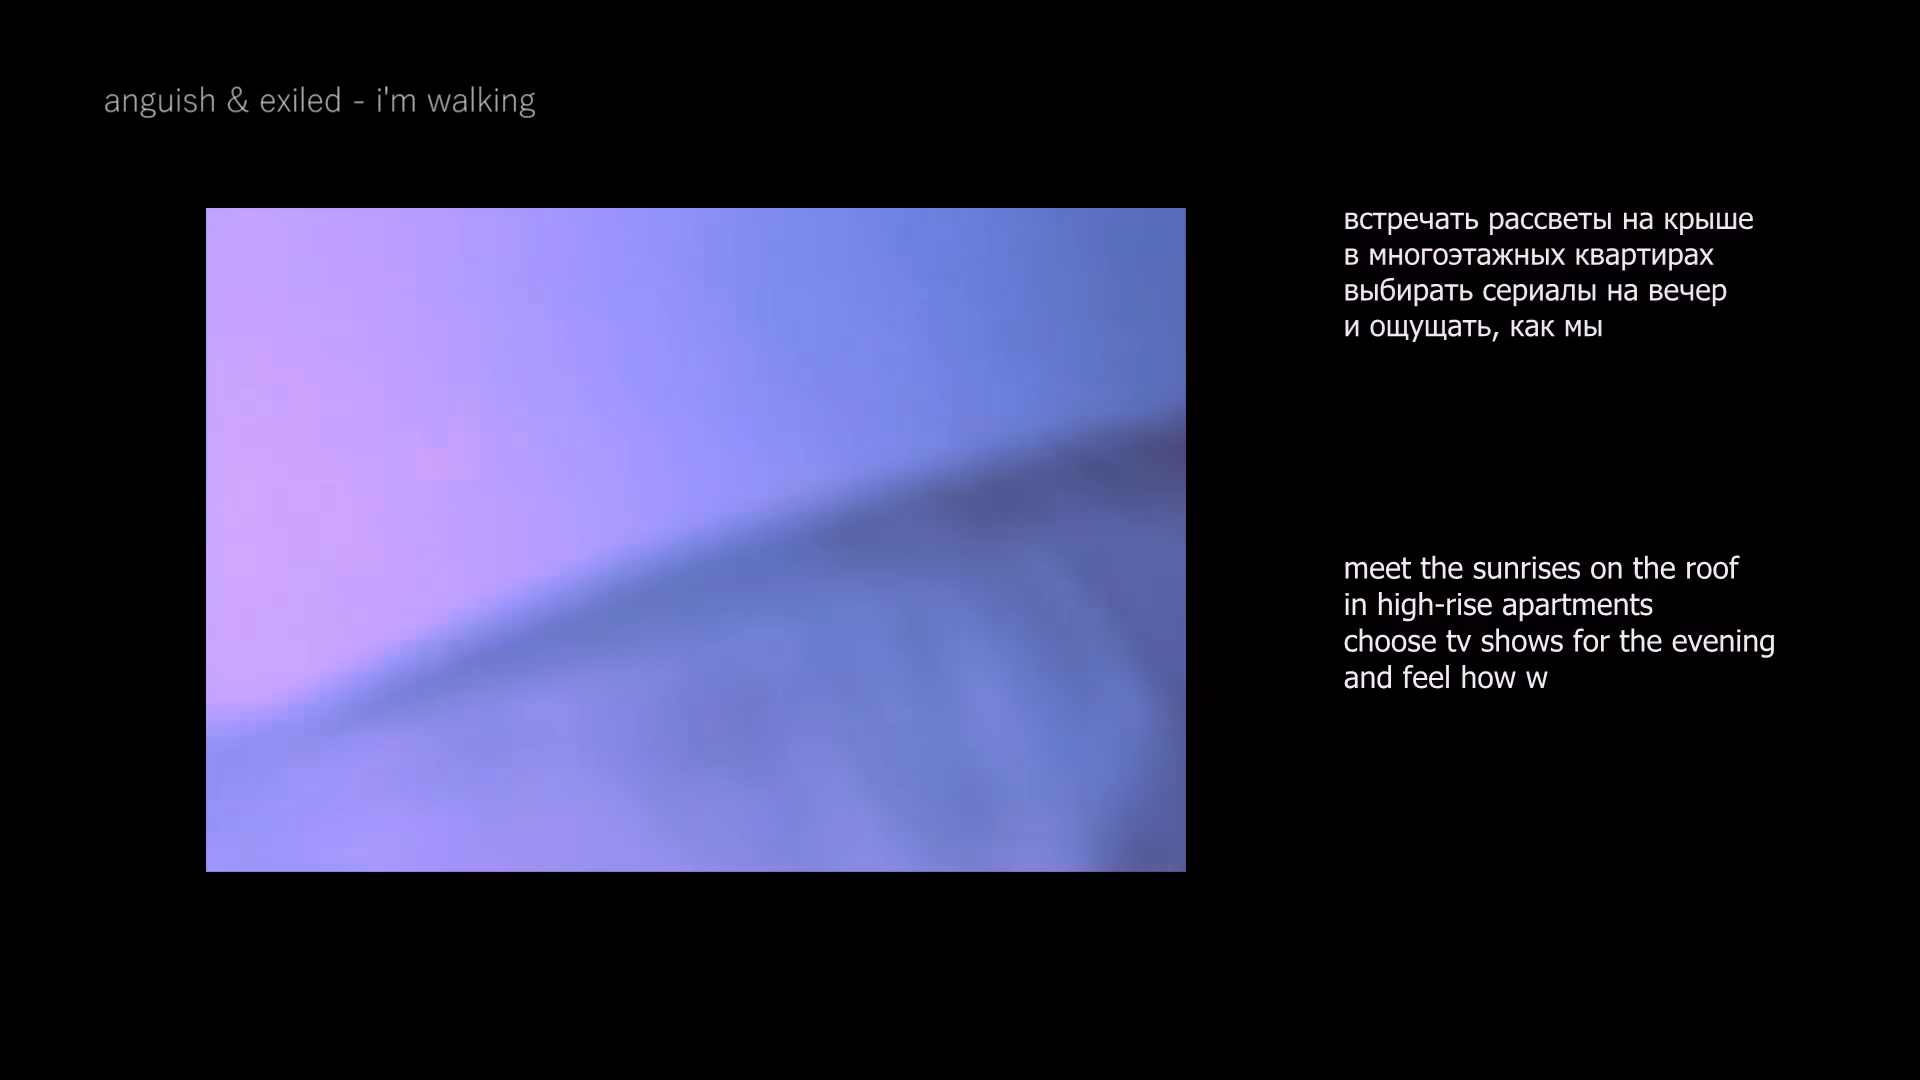 anguish & exiled - i'm walking
встречать рассветы на крыше
в многоэтажных квартирах
выбирать сериалы на вечер
и ощущать, как мы
meet the sunrises on the roof
in high-rise apartments
choose tv shows for the evening
and feel how w